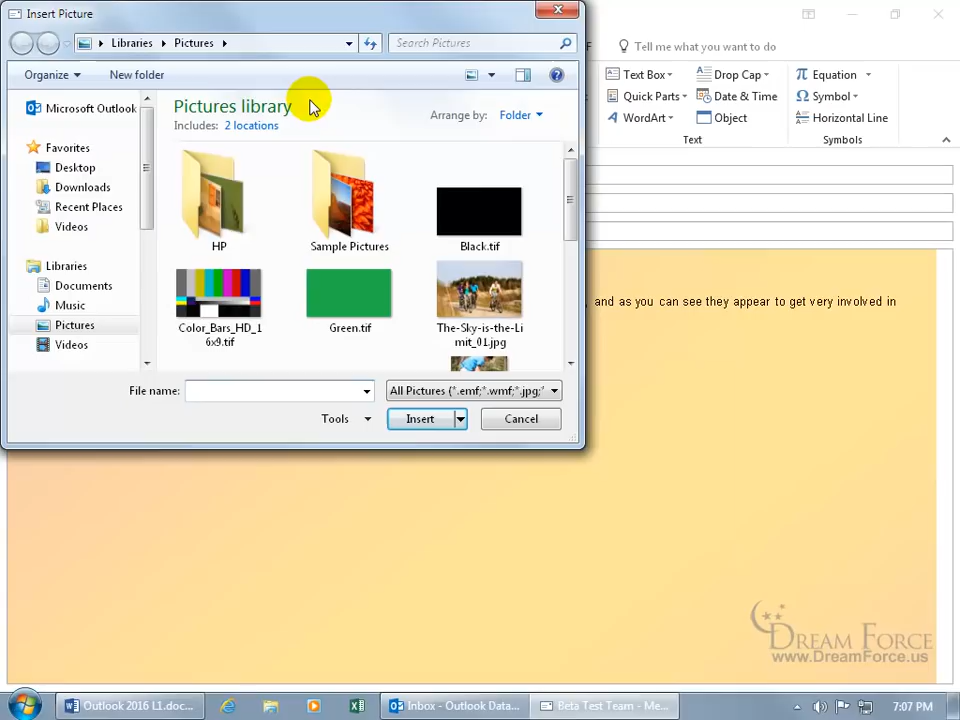 Insert Picture
Libraries Pictures
Search Pictures
Organize
New folder
Microsoft Outlook
Favorites
Desktop
Downloads
Recent Places
Videos
Libraries
Documents
Music
Pictures
Videos
Pictures library
Includes: 2 locations
Arrange by: Folder
HP
Sample Pictures
Black.tif
Color_Bars_HD_1
6x9.tif
Green.tif
The-Sky-is-the-Li
mit_01.jpg
File name:
All Pictures (*.emf;*.wmf;*.jpg;*
Tools
Insert
Cancel
Tell me what you want to do
Text Box
Drop Cap
Equation
Quick Parts
Date & Time
Symbol
WordArt
Object
Horizontal Line
Text
Symbols
and as you can see they appear to get very involved in
DREAM FORCE
www.DreamForce.us
Outlook 2016 L1.doc...
Inbox - Outlook Data...
Beta Test Team - Me...
7:07 PM